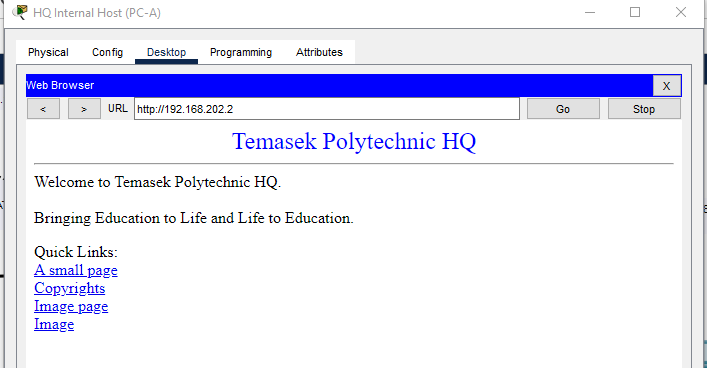 HQ Internal Host (PC-A)
Physical Config Desktop Programming Attributes
Web Browser X
< > URL http://192.168.202.2 Go Stop
Temasek Polytechnic HQ
Welcome to Temasek Polytechnic HQ.
Bringing Education to Life and Life to Education.
Quick Links:
A small page
Copyrights
Image page
Image